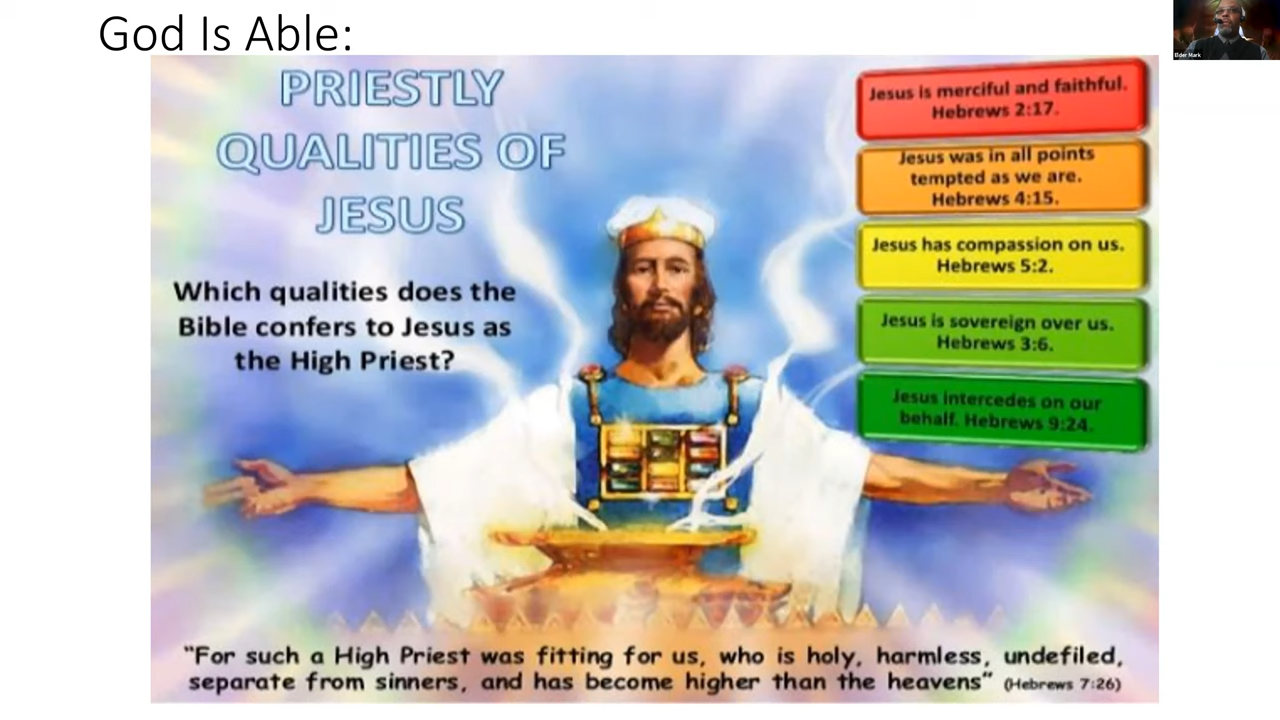 God Is Able:
PRIESTLY
QUALITIES OF
JESUS
Which qualities does the
Bible confers to Jesus as
the High Priest?
Jesus is merciful and faithful.
Hebrews 2:17.
Jesus was in all points
tempted as we are.
Hebrews 4:15.
Jesus has compassion on us.
Hebrews 5:2.
Jesus is sovereign over us.
Hebrews 3:6.
Jesus intercedes on our
behalf. Hebrews 9:24.
"For such a High Priest was fitting for us, who is holy, harmless, undefiled,
separate from sinners, and has become higher than the heavens" (Hebrews 7:26)
Elder Mark